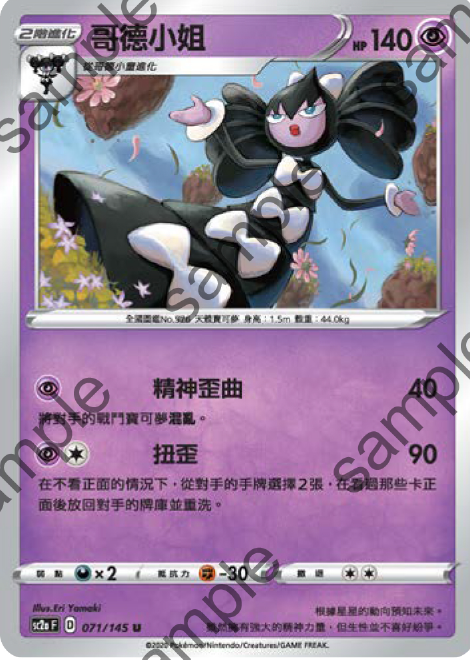 2階進化
哥德小姐
HP 140
從哥德小童進化
全國圖鑑No.576 天體寶可夢 身高：1.5m 體重：44.0kg
精神歪曲 40
將對手的戰鬥寶可夢混亂。
扭歪 90
在不看正面的情況下，從對手的手牌選擇2張，在看過那些卡正
面後放回對手的牌庫並重洗。
弱點 ×2 抵抗力 -30 撤退
Illus.Eri Yamaki
sc2a F D 071/145 U
根據星星的動向預知未來。
雖然擁有強大的精神力量，但生性並不喜好紛爭。
©2020 Pokémon/Nintendo/Creatures/GAME FREAK.
sample
sample
sample
sample
sample
sample
sample